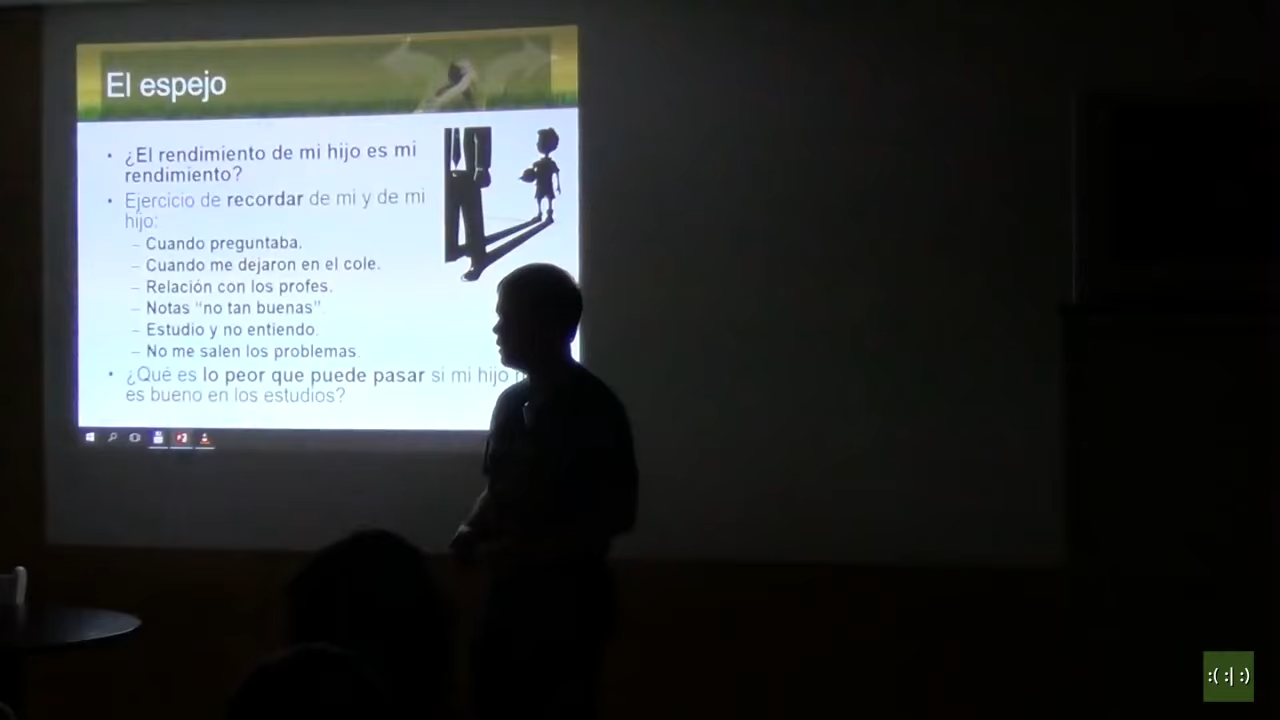 El espejo
• ¿El rendimiento de mi hijo es mi
rendimiento?
• Ejercicio de recordar de mi y de mi
hijo:
– Cuando preguntaba.
– Cuando me dejaron en el cole.
– Relación con los profes.
– Notas "no tan buenas".
– Estudio y no entiendo.
– No me salen los problemas.
• ¿Qué es lo peor que puede pasar si mi hijo
es bueno en los estudios?
:( :| :)